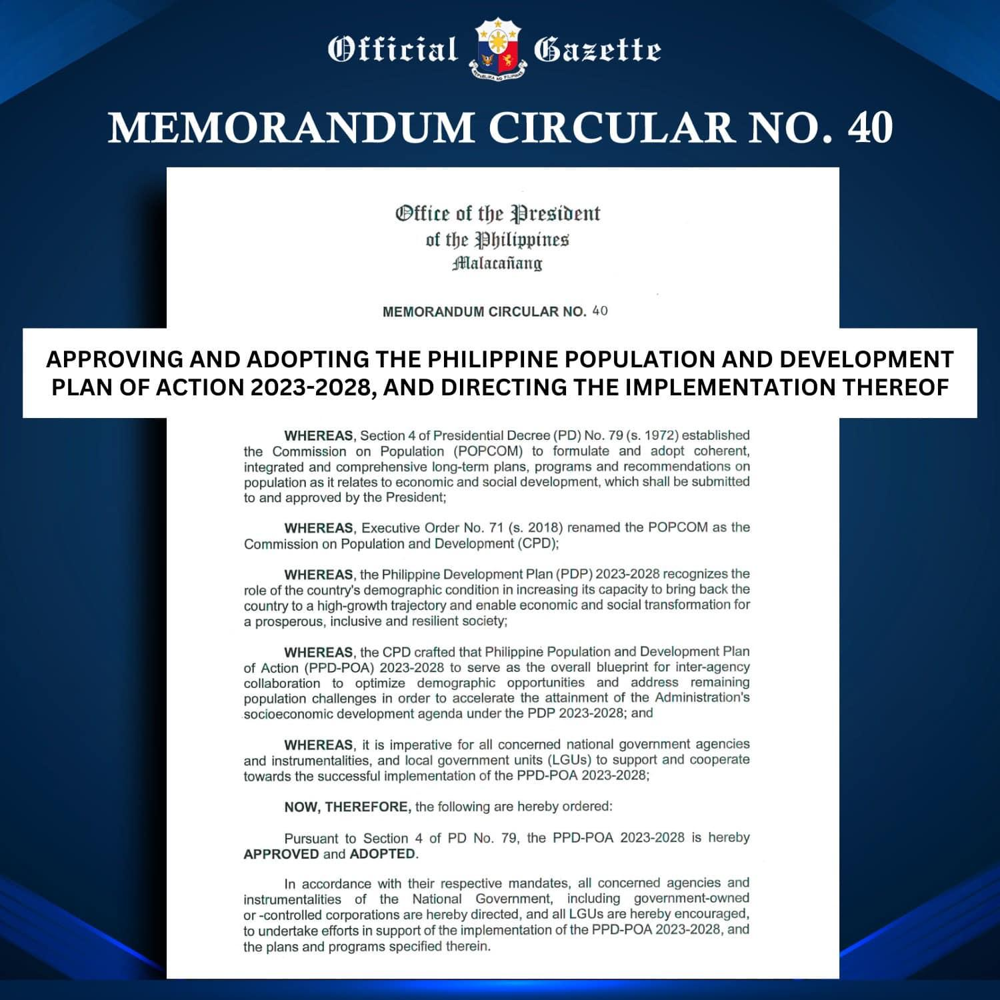 Official Gazette
REPUBLIKA NG PILIPINAS
MEMORANDUM CIRCULAR NO. 40
Office of the President
of the Philippines
Malacañang
MEMORANDUM CIRCULAR NO. 40
APPROVING AND ADOPTING THE PHILIPPINE POPULATION AND DEVELOPMENT
PLAN OF ACTION 2023-2028, AND DIRECTING THE IMPLEMENTATION THEREOF
WHEREAS, Section 4 of Presidential Decree (PD) No. 79 (s. 1972) established
the Commission on Population (POPCOM) to formulate and adopt coherent,
integrated and comprehensive long-term plans, programs and recommendations on
population as it relates to economic and social development, which shall be submitted
to and approved by the President;
WHEREAS, Executive Order No. 71 (s. 2018) renamed the POPCOM as the
Commission on Population and Development (CPD);
WHEREAS, the Philippine Development Plan (PDP) 2023-2028 recognizes the
role of the country's demographic condition in increasing its capacity to bring back the
country to a high-growth trajectory and enable economic and social transformation for
a prosperous, inclusive and resilient society;
WHEREAS, the CPD crafted that Philippine Population and Development Plan
of Action (PPD-POA) 2023-2028 to serve as the overall blueprint for inter-agency
collaboration to optimize demographic opportunities and address remaining
population challenges in order to accelerate the attainment of the Administration's
socioeconomic development agenda under the PDP 2023-2028; and
WHEREAS, it is imperative for all concerned national government agencies
and instrumentalities, and local government units (LGUs) to support and cooperate
towards the successful implementation of the PPD-POA 2023-2028;
NOW, THEREFORE, the following are hereby ordered:
Pursuant to Section 4 of PD No. 79, the PPD-POA 2023-2028 is hereby
APPROVED and ADOPTED.
In accordance with their respective mandates, all concerned agencies and
instrumentalities of the National Government, including government-owned
or -controlled corporations are hereby directed, and all LGUs are hereby encouraged,
to undertake efforts in support of the implementation of the PPD-POA 2023-2028, and
the plans and programs specified therein.